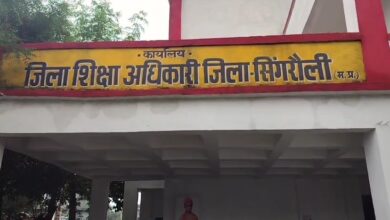 • कार्यालय •
जिला शिक्षा अधिकारी जिला-सिंगरौली (म.प्र.)